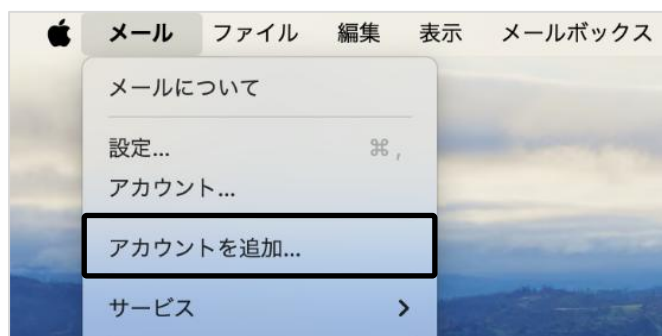 メール ファイル 編集 表示 メールボックス
メールについて
設定... ⌘ ,
アカウント...
アカウントを追加...
サービス >